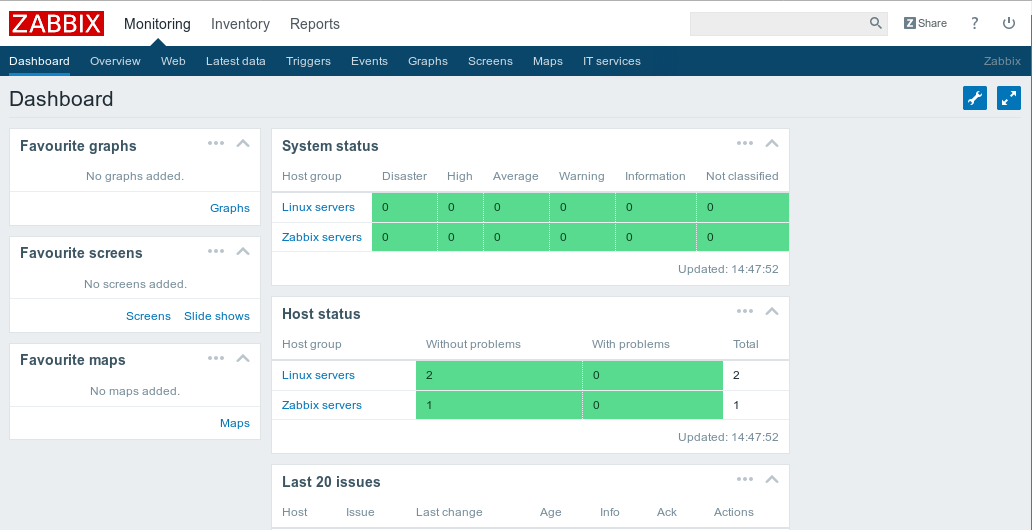 ZABBIX Monitoring Inventory Reports Z Share ?
Dashboard Overview Web Latest data Triggers Events Graphs Screens Maps IT services Zabbix
Dashboard
Favourite graphs
No graphs added.
Graphs
Favourite screens
No screens added.
Screens Slide shows
Favourite maps
No maps added.
Maps
System status
Host group Disaster High Average Warning Information Not classified
Linux servers 0 0 0 0 0 0
Zabbix servers 0 0 0 0 0 0
Updated: 14:47:52
Host status
Host group Without problems With problems Total
Linux servers 2 0 2
Zabbix servers 1 0 1
Updated: 14:47:52
Last 20 issues
Host Issue Last change Age Info Ack Actions